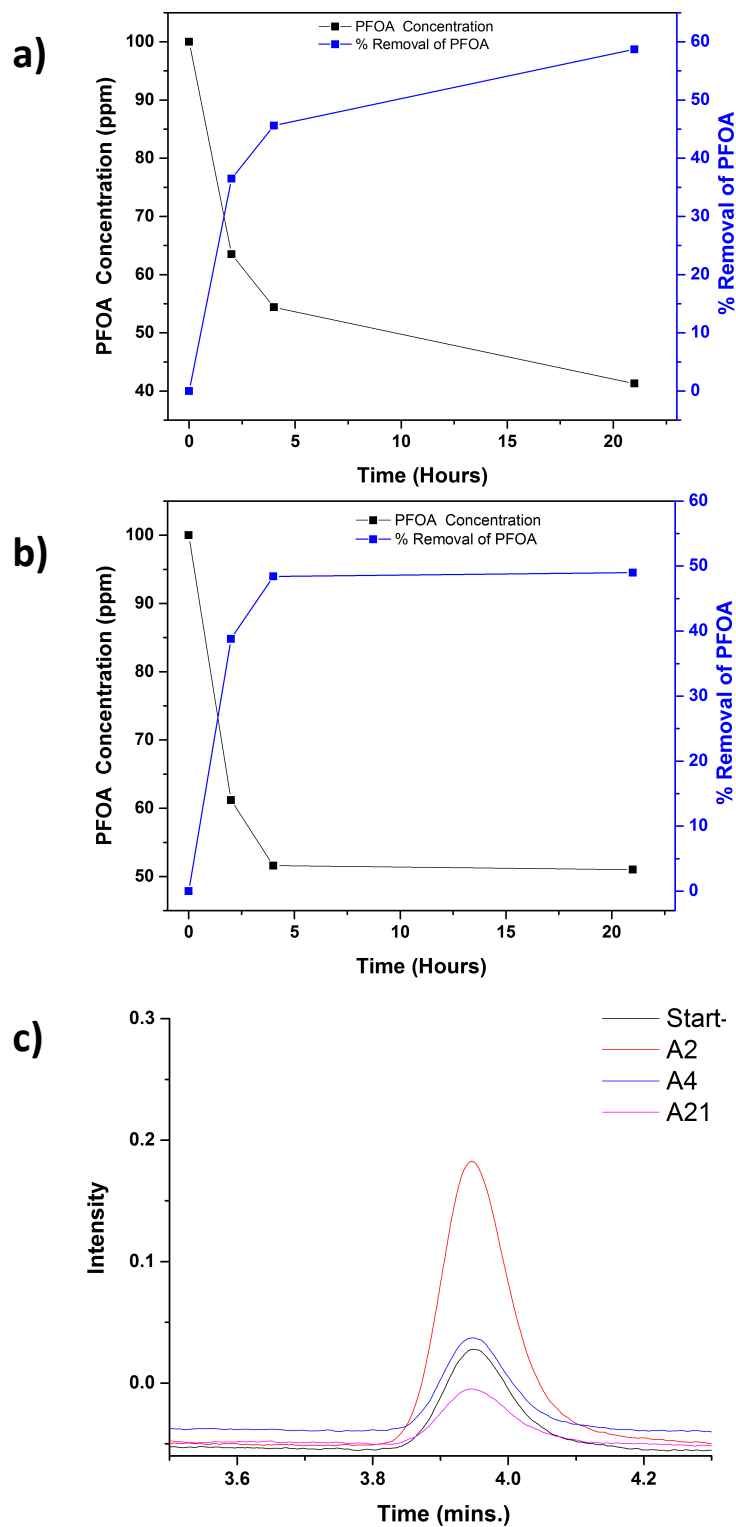 a)
PFOA Concentration
% Removal of PFOA
100
90
80
70
60
50
40
60
50
40
30
20
10
0
PFOA Concentration (ppm)
% Removal of PFOA
0 5 10 15 20
Time (Hours)
b)
PFOA Concentration
% Removal of PFOA
100
90
80
70
60
50
60
50
40
30
20
10
0
PFOA Concentration (ppm)
% Removal of PFOA
0 5 10 15 20
Time (Hours)
c)
Start-
A2
A4
A21
0.3
0.2
0.1
0.0
Intensity
3.6 3.8 4.0 4.2
Time (mins.)